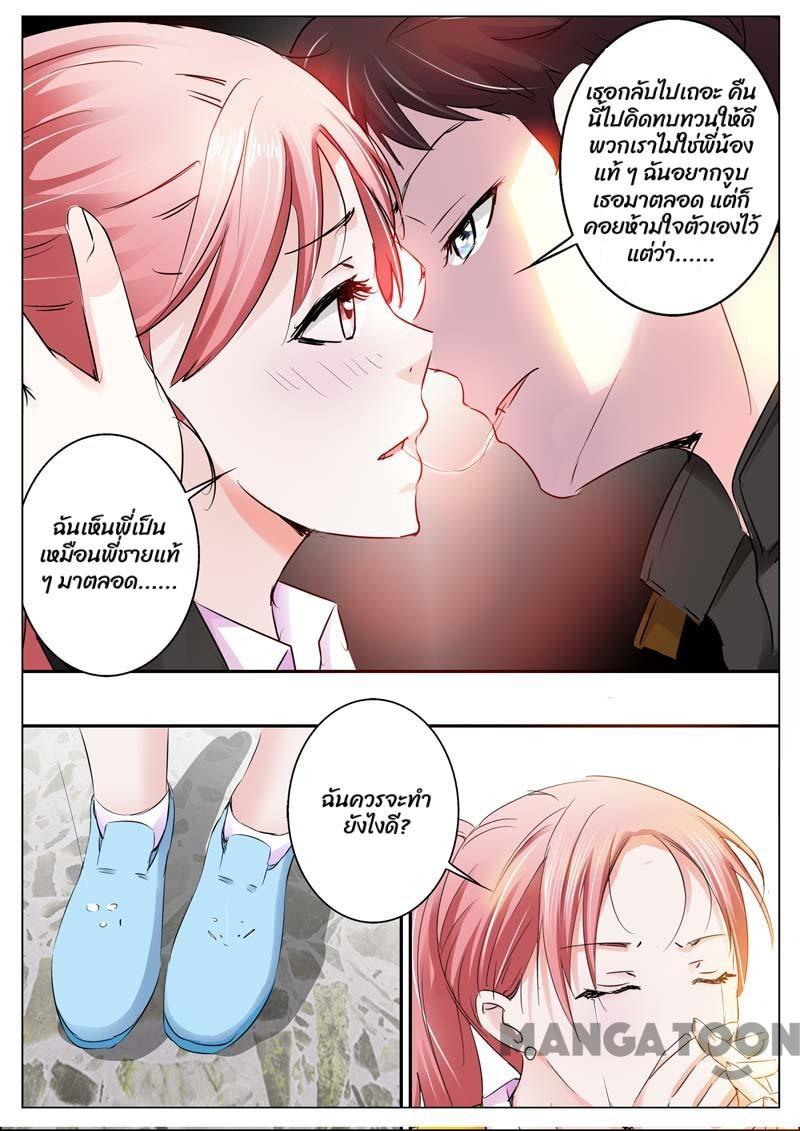 เธอกลับไปเถอะ คืน
นี้ไปคิดทบทวนให้ดี
พวกเราไม่ใช่พี่น้อง
แท้ ๆ ฉันอยากจูบ
เธอมาตลอด แต่ก็
คอยห้ามใจตัวเองไว้
แต่ว่า......
ฉันเห็นพี่เป็น
เหมือนพี่ชายแท้
ๆ มาตลอด......
ฉันควรจะทำ
ยังไงดี?
MANGATOON